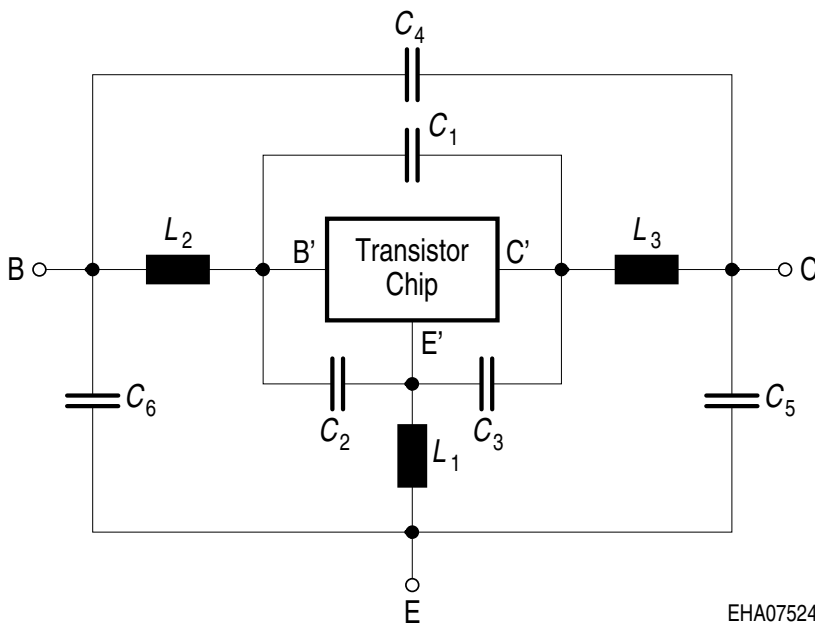 C4
C1
L2
B'
Transistor
Chip
C'
L3
B
C
E'
C6
C2
C3
C5
L1
E
EHA07524